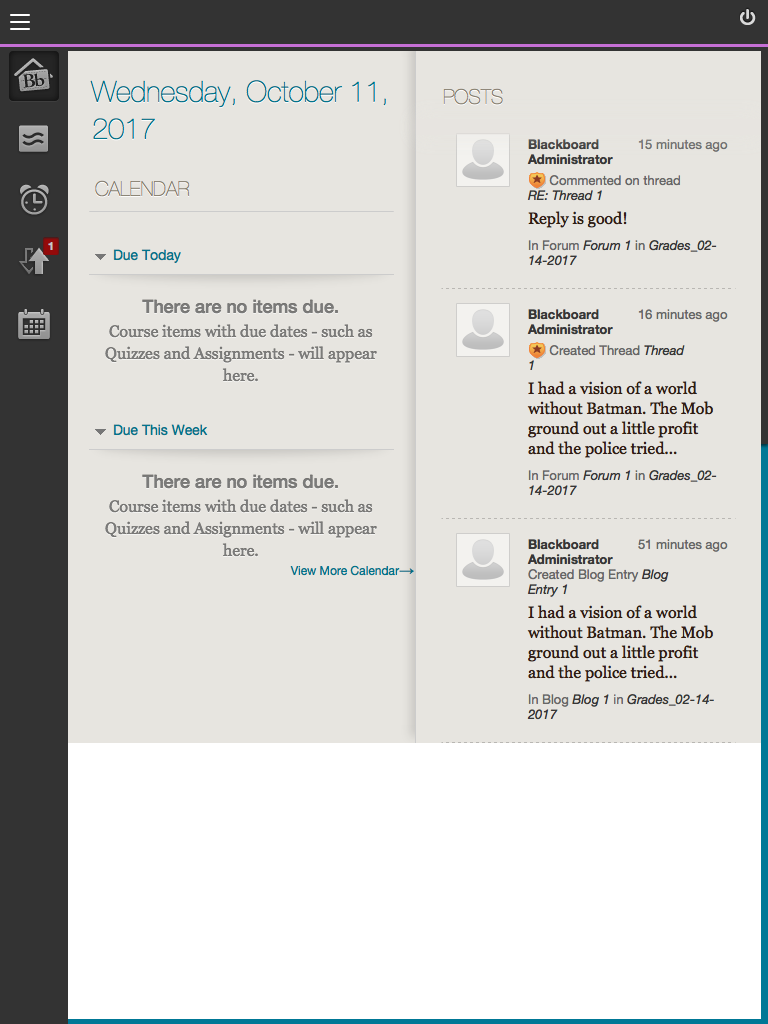 Bb
1
Wednesday, October 11,
2017
CALENDAR
Due Today
There are no items due.
Course items with due dates - such as
Quizzes and Assignments - will appear
here.
Due This Week
There are no items due.
Course items with due dates - such as
Quizzes and Assignments - will appear
here.
View More Calendar→
POSTS
Blackboard 15 minutes ago
Administrator
Commented on thread
RE: Thread 1
Reply is good!
In Forum Forum 1 in Grades_02-
14-2017
Blackboard 16 minutes ago
Administrator
Created Thread Thread
1
I had a vision of a world
without Batman. The Mob
ground out a little profit
and the police tried...
In Forum Forum 1 in Grades_02-
14-2017
Blackboard 51 minutes ago
Administrator
Created Blog Entry Blog
Entry 1
I had a vision of a world
without Batman. The Mob
ground out a little profit
and the police tried...
In Blog Blog 1 in Grades_02-14-
2017